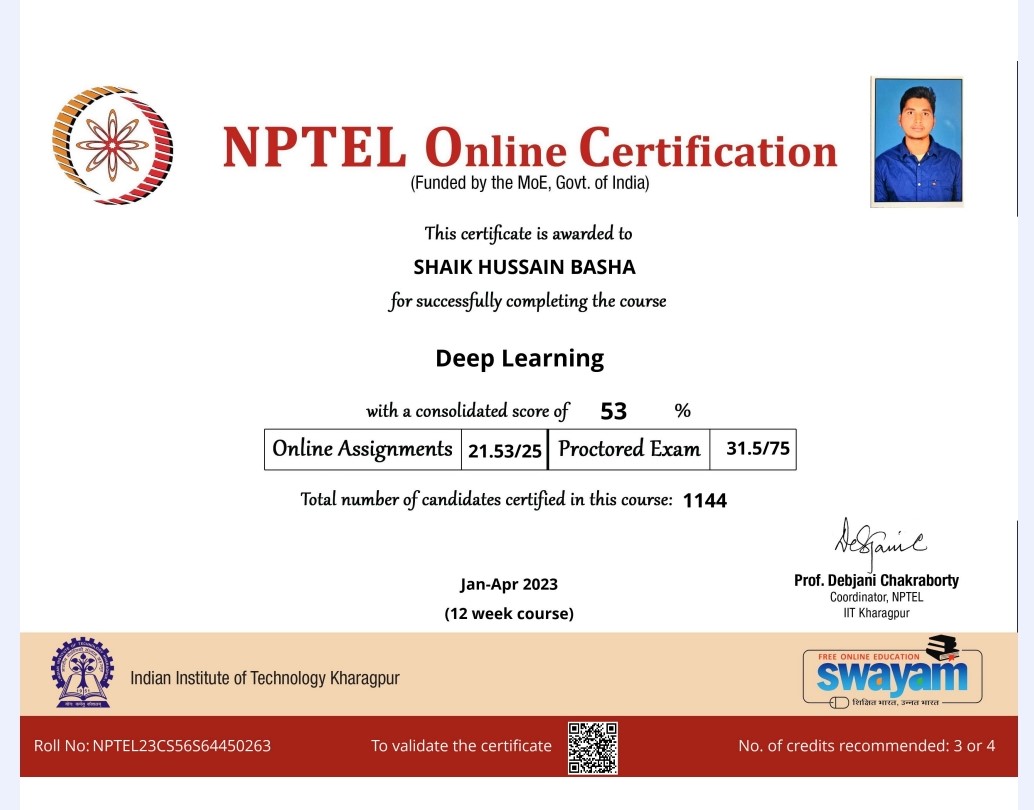 NPTEL Online Certification
(Funded by the MoE, Govt. of India)
This certificate is awarded to
SHAIK HUSSAIN BASHA
for successfully completing the course
Deep Learning
with a consolidated score of 53 %
Online Assignments 21.53/25 Proctored Exam 31.5/75
Total number of candidates certified in this course: 1144
Jan-Apr 2023
(12 week course)
Prof. Debjani Chakraborty
Coordinator, NPTEL
IIT Kharagpur
Indian Institute of Technology Kharagpur
FREE ONLINE EDUCATION
swayam
शिक्षित भारत, उन्नत भारत
Roll No: NPTEL23CS56S64450263
To validate the certificate
No. of credits recommended: 3 or 4